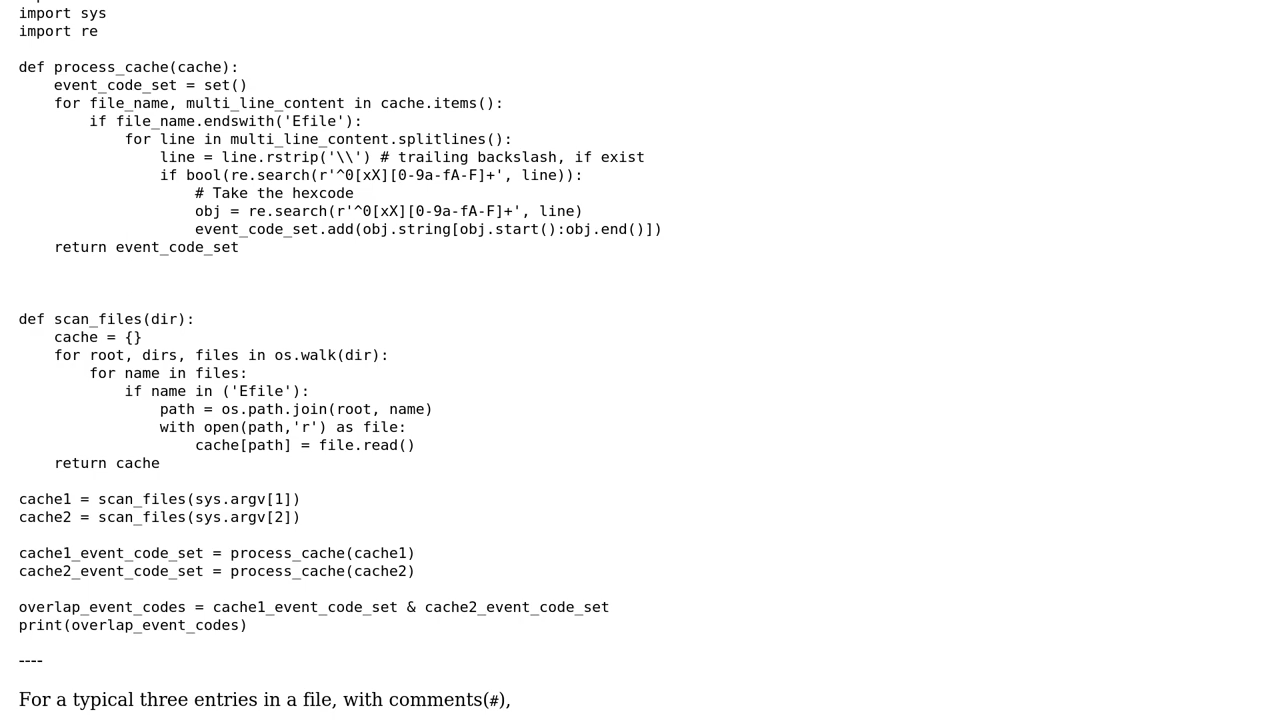 import sys
import re

def process_cache(cache):
    event_code_set = set()
    for file_name, multi_line_content in cache.items():
        if file_name.endswith('Efile'):
            for line in multi_line_content.splitlines():
                line = line.rstrip('\\') # trailing backslash, if exist
                if bool(re.search(r'^0[xX][0-9a-fA-F]+', line)):
                    # Take the hexcode
                    obj = re.search(r'^0[xX][0-9a-fA-F]+', line)
                    event_code_set.add(obj.string[obj.start():obj.end()])
    return event_code_set

def scan_files(dir):
    cache = {}
    for root, dirs, files in os.walk(dir):
        for name in files:
            if name in ('Efile'):
                path = os.path.join(root, name)
                with open(path,'r') as file:
                    cache[path] = file.read()
    return cache

cache1 = scan_files(sys.argv[1])
cache2 = scan_files(sys.argv[2])

cache1_event_code_set = process_cache(cache1)
cache2_event_code_set = process_cache(cache2)

overlap_event_codes = cache1_event_code_set & cache2_event_code_set
print(overlap_event_codes)

----

For a typical three entries in a file, with comments(#),